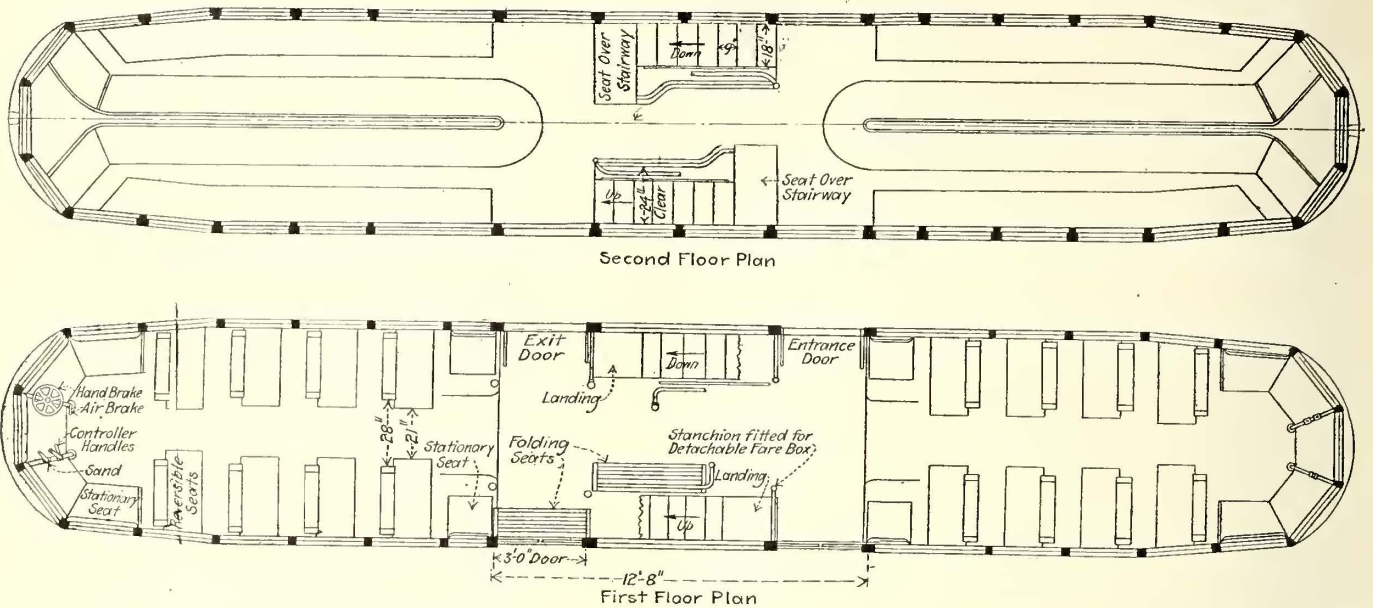 Seat Over
Stairway
Down
9"
18"
Up
24"
Clear
Seat Over
Stairway
Second Floor Plan
Exit
Door
Down
Entrance
Door
Landing
Hand Brake
Air Brake
Controller
Handles
Sand
Stationary
Seat
Reversible
Seats
28"
21"
Stationary
Seat
Folding
Seats
Stanchion fitted for
Detachable Fare Box
Landing
Up
3'-0" Door
12'-8"
First Floor Plan